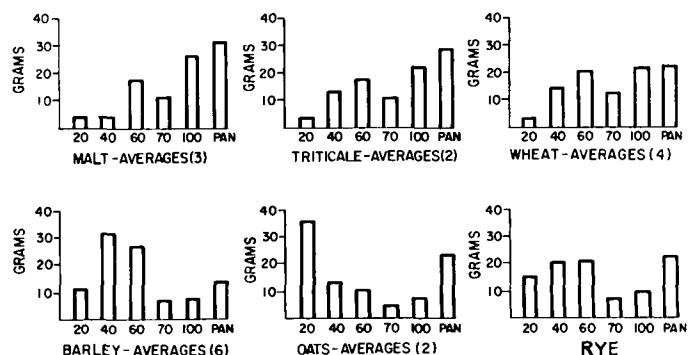 GRAMS
40
30
20
10
20 40 60 70 100 PAN
MALT-AVERAGES(3)
GRAMS
40
30
20
10
20 40 60 70 100 PAN
TRITICALE-AVERAGES(2)
GRAMS
40
30
20
10
20 40 60 70 100 PAN
WHEAT-AVERAGES(4)
GRAMS
40
30
20
10
20 40 60 70 100 PAN
BARLEY-AVERAGES(6)
GRAMS
40
30
20
10
20 40 60 70 100 PAN
OATS-AVERAGES(2)
GRAMS
40
30
20
10
20 40 60 70 100 PAN
RYE